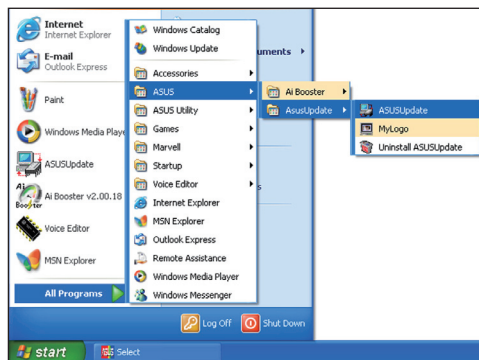 Internet
Internet Explorer
E-mail
Outlook Express
Paint
Windows Media Playe
ASUSUpdate
Ai Booster
Ai Booster v2.00.18
Voice Editor
MSN Explorer
All Programs
Windows Catalog
Windows Update
Accessories
ASUS
ASUS Utility
Games
Marvell
Startup
Voice Editor
Internet Explorer
MSN Explorer
Outlook Express
Remote Assistance
Windows Media Player
Windows Messenger
uments
s
Ai Booster
AsusUpdate
ASUSUpdate
MyLogo
Uninstall ASUSUpdate
Log Off
Shut Down
start
Select